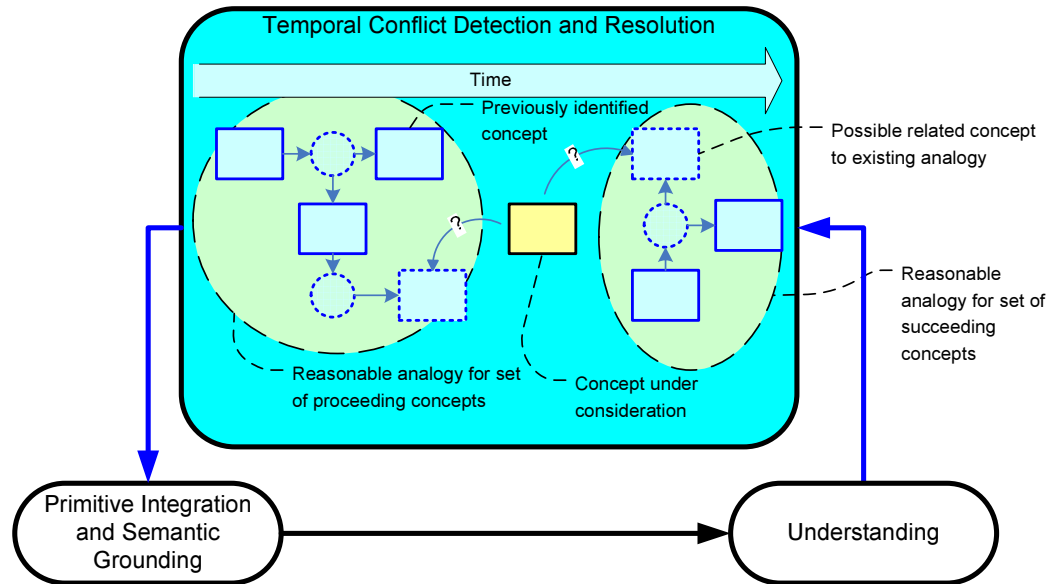 Temporal Conflict Detection and Resolution
Time
Previously identified
concept
Possible related concept
to existing analogy
?
?
Reasonable
analogy for set of
succeeding
concepts
Reasonable analogy for set
of proceeding concepts
Concept under
consideration
Primitive Integration
and Semantic
Grounding
Understanding